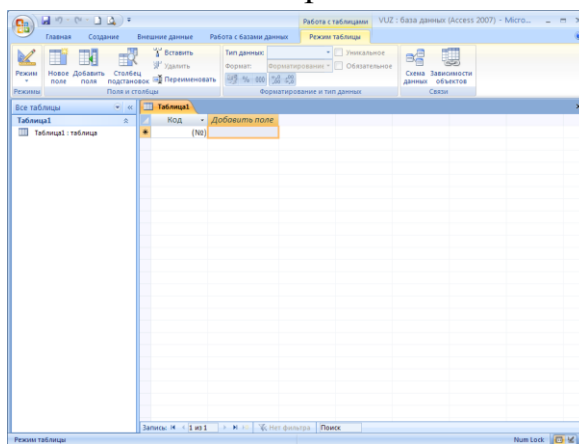 Работа с таблицами VUZ : база данных (Access 2007) - Micro...
Главная Создание Внешние данные Работа с базами данных Режим таблицы
Режим
Новое поле
Добавить поля
Столбец подстановок
Вставить
Удалить
Переименовать
Тип данных:
Формат: Форматирование
% 000
Уникальное
Обязательное
Схема данных
Зависимости объектов
Режимы Поля и столбцы Форматирование и тип данных Связи
Все таблицы «
Таблица1
Таблица1 : таблица
Таблица1
Код Добавить поле
(№)
Запись: 1 из 1 Нет фильтра Поиск
Режим таблицы Num Lock